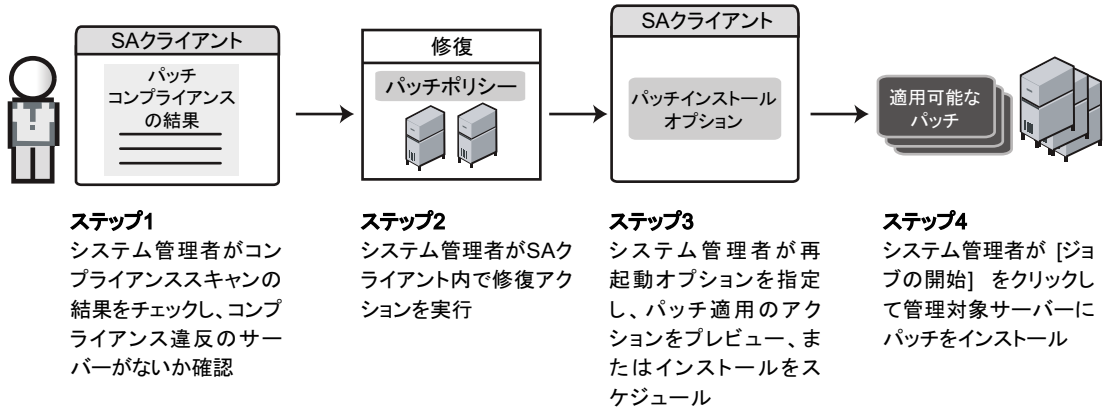 SAクライアント
パッチ
コンプライアンス
の結果
修復
パッチポリシー
SAクライアント
パッチインストール
オプション
適用可能な
パッチ
ステップ1
システム管理者がコン
プライアンススキャンの
結果をチェックし、コンプ
ライアンス違反のサー
バーがないか確認
ステップ2
システム管理者がSAク
ライアント内で修復アク
ションを実行
ステップ3
システム管理者が再
起動オプションを指定
し、パッチ適用のアク
ションをプレビュー、ま
たはインストールをス
ケジュール
ステップ4
システム管理者が [ジョ
ブの開始] をクリックし
て管理対象サーバーに
パッチをインストール